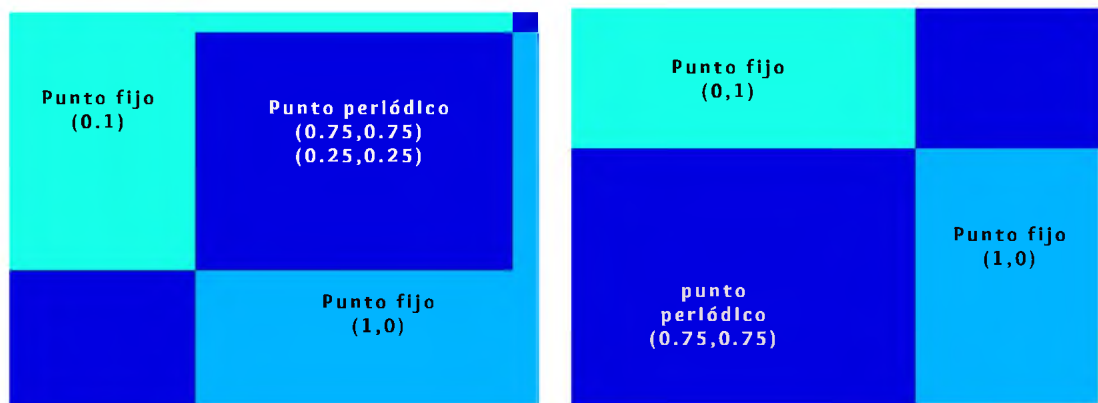 Punto fijo
(0.1)
Punto periódico
(0.75,0.75)
(0.25,0.25)
Punto fijo
(1,0)
Punto fijo
(0,1)
Punto fijo
(1,0)
punto
periódico
(0.75,0.75)